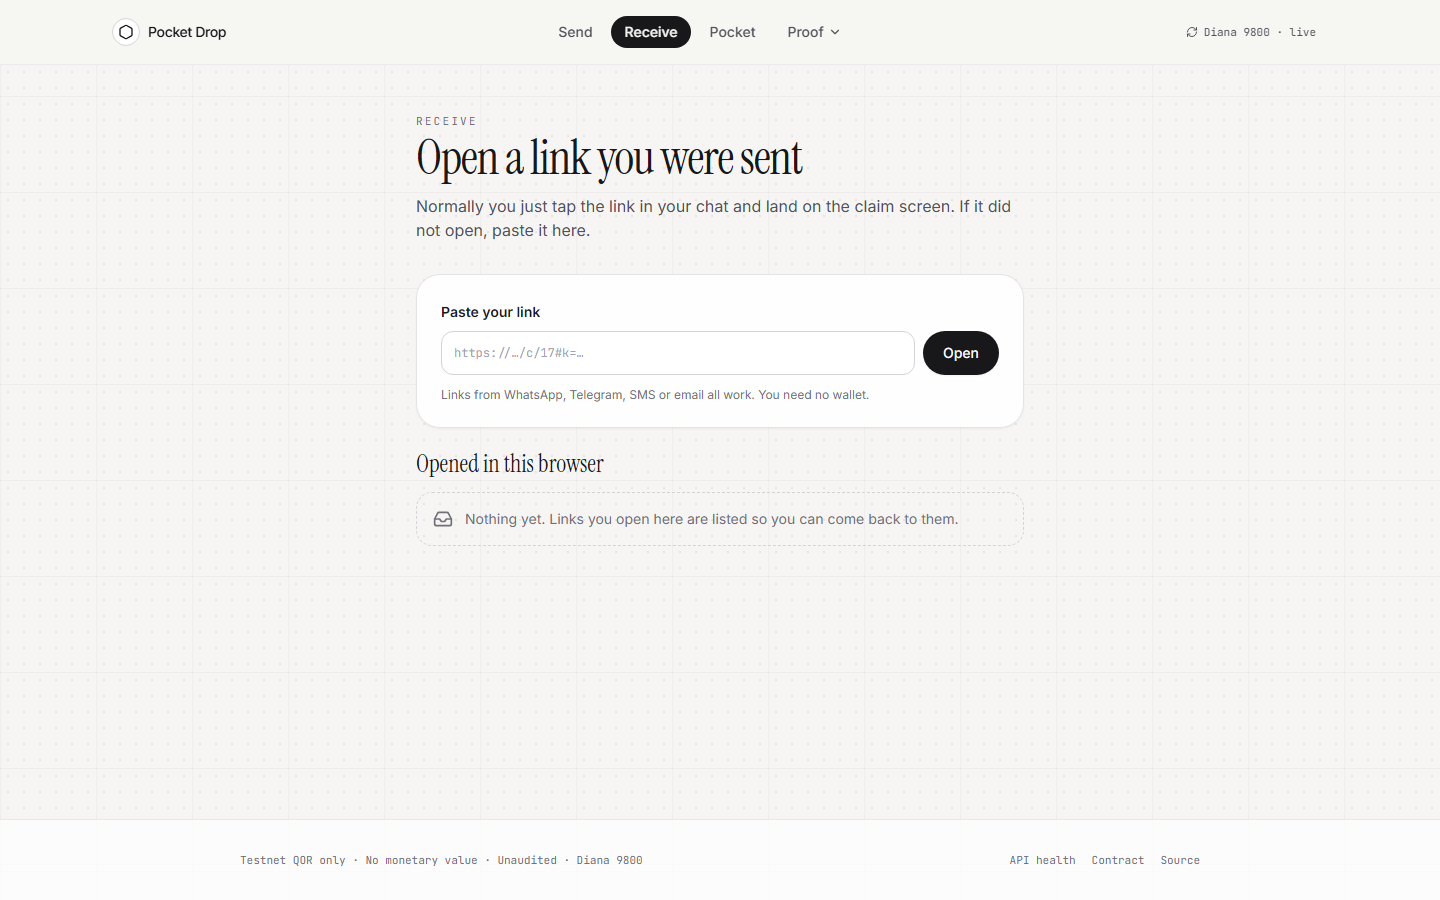 Pocket Drop
Send
Receive
Pocket
Proof
Diana 9800 · live
RECEIVE
Open a link you were sent
Normally you just tap the link in your chat and land on the claim screen. If it did
not open, paste it here.
Paste your link
https://…/c/17#k=…
Open
Links from WhatsApp, Telegram, SMS or email all work. You need no wallet.
Opened in this browser
Nothing yet. Links you open here are listed so you can come back to them.
Testnet QOR only · No monetary value · Unaudited · Diana 9800
API health
Contract
Source